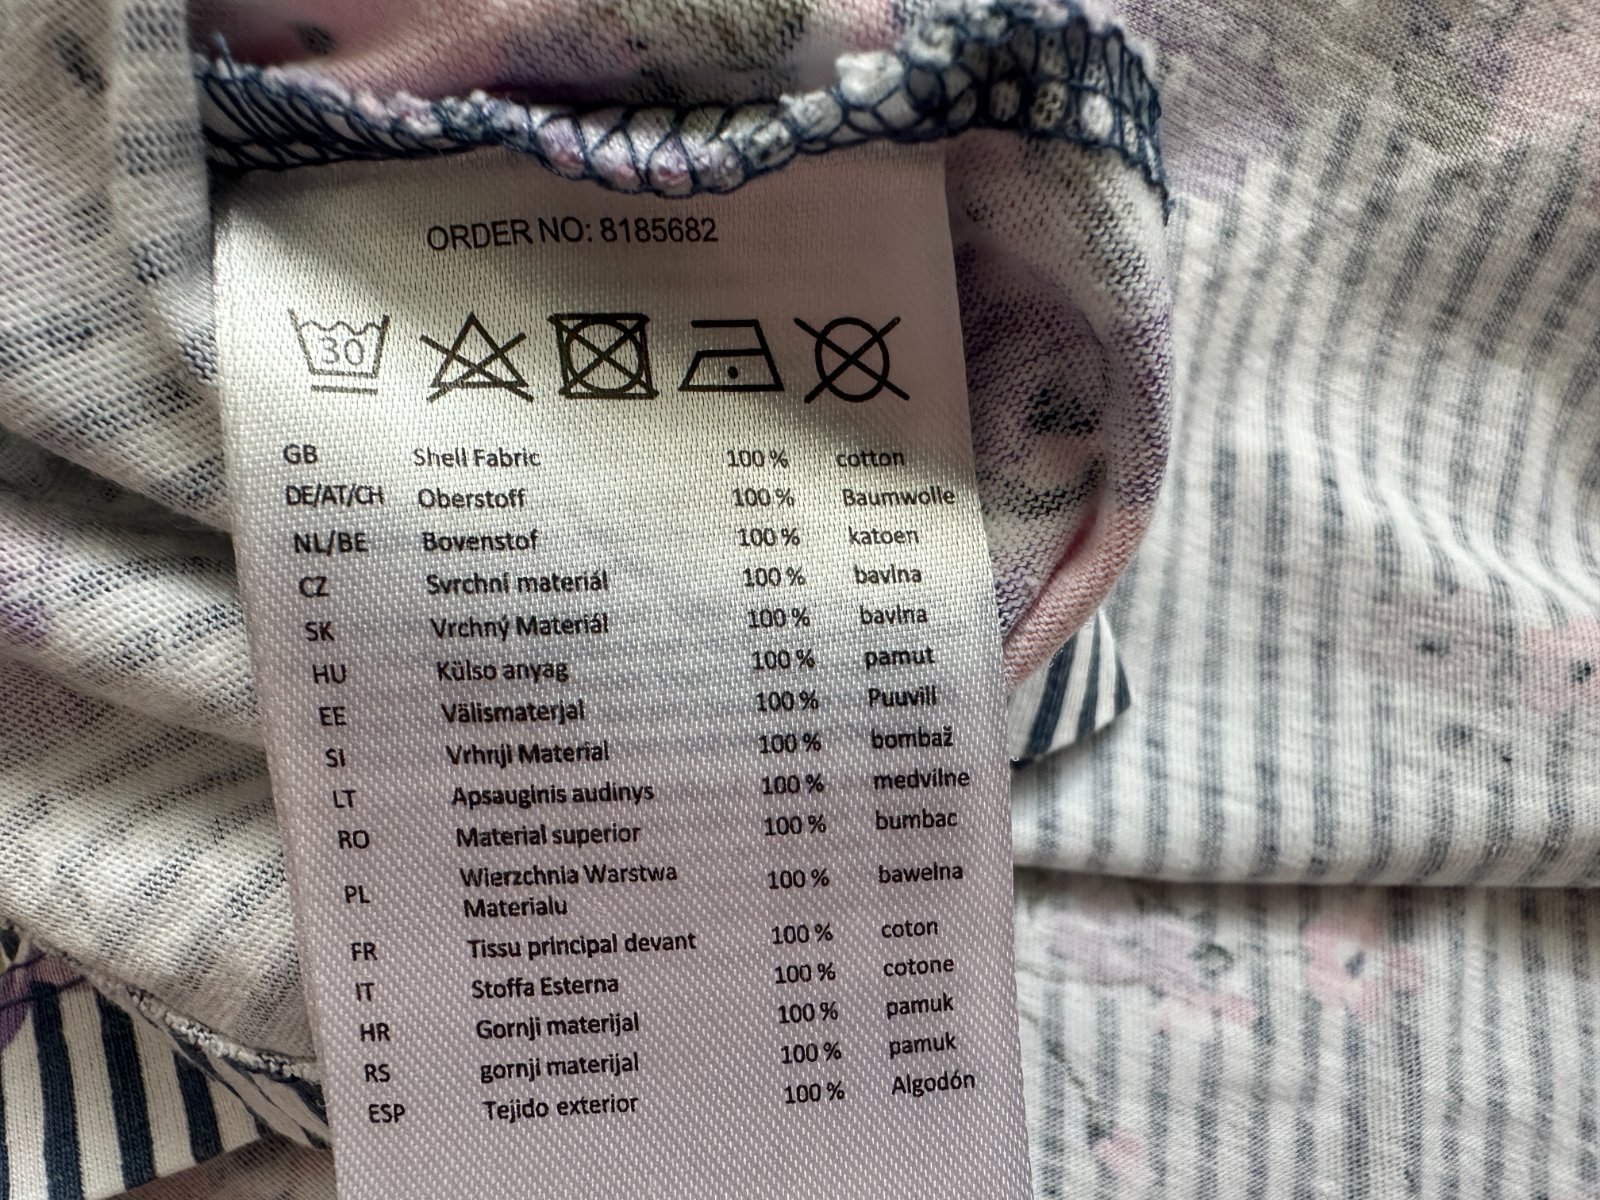 ORDER NO: 8185682
30
GB Shell Fabric 100 % cotton
DE/AT/CH Oberstoff 100 % Baumwolle
NL/BE Bovenstof 100 % katoen
CZ Svrchní materiál 100 % bavlna
SK Vrchný Materiál 100 % bavlna
HU Külso anyag 100 % pamut
EE Välismaterjal 100 % Puuvill
SI Vrhnji Material 100 % bombaž
LT Apsauginis audinys 100 % medvilne
RO Material superior 100 % bumbac
PL Wierzchnia Warstwa 100 % bawelna
Materialu
FR Tissu principal devant 100 % coton
IT Stoffa Esterna 100 % cotone
HR Gornji materijal 100 % pamuk
RS gornji materijal 100 % pamuk
ESP Tejido exterior 100 % Algodón